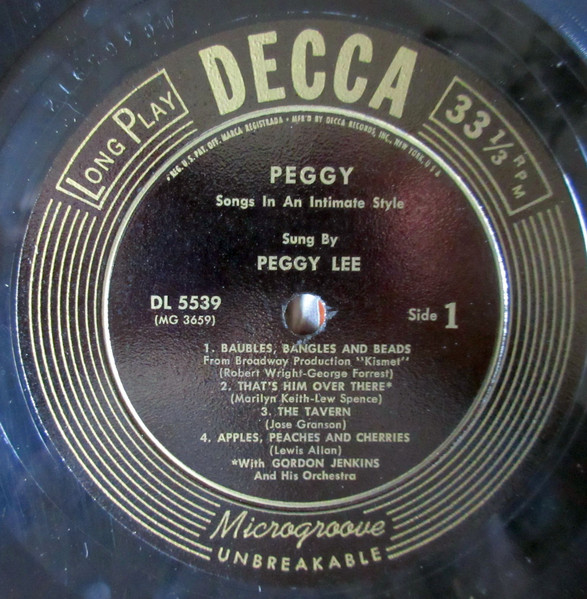 DECCA
LONG PLAY
33 1/3 RPM
• REG. U.S. PAT. OFF. MARCA REGISTRADA • MFR'D BY DECCA RECORDS, INC., NEW YORK, U S A
PEGGY
Songs In An Intimate Style
Sung By
PEGGY LEE
DL 5539
(MG 3659)
Side 1
1. BAUBLES, BANGLES AND BEADS
From Broadway Production "Kismet"
(Robert Wright-George Forrest)
2. THAT'S HIM OVER THERE*
(Marilyn Keith-Lew Spence)
3. THE TAVERN
(Jose Granson)
4. APPLES, PEACHES AND CHERRIES
(Lewis Allan)
*With GORDON JENKINS
And His Orchestra
Microgroove
UNBREAKABLE